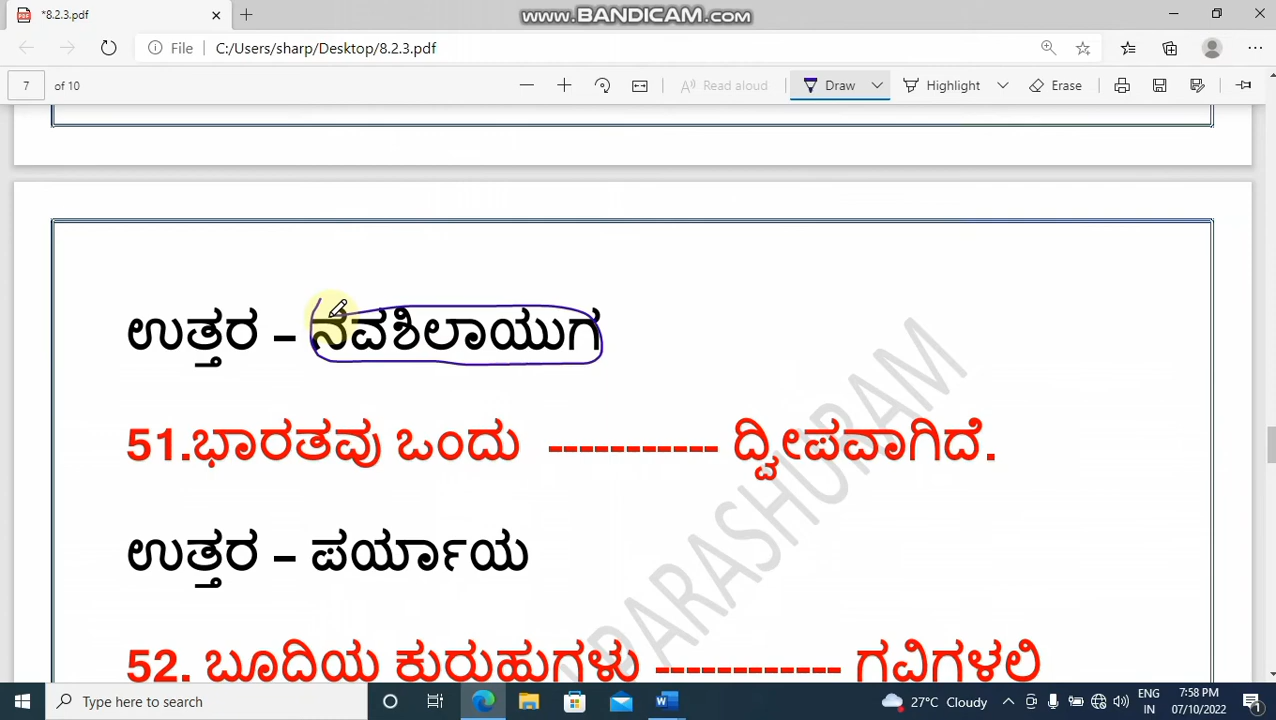 *8.2.3.pdf
www.BANDICAM.com
File C:/Users/sharp/Desktop/8.2.3.pdf
7 of 10 Read aloud Draw Highlight Erase
ಉತ್ತರ – ನವಶಿಲಾಯುಗ
51.ಭಾರತವು ಒಂದು ----------- ದ್ವೀಪವಾಗಿದೆ.
ಉತ್ತರ – ಪರ್ಯಾಯ
52. ಬೂದಿಯ ಕುರುಹುಗಳು ------------ ಗವಿಗಳಲಿ
PARASHURAM
Type here to search 27°C Cloudy ENG IN 7:58 PM 07/10/2022